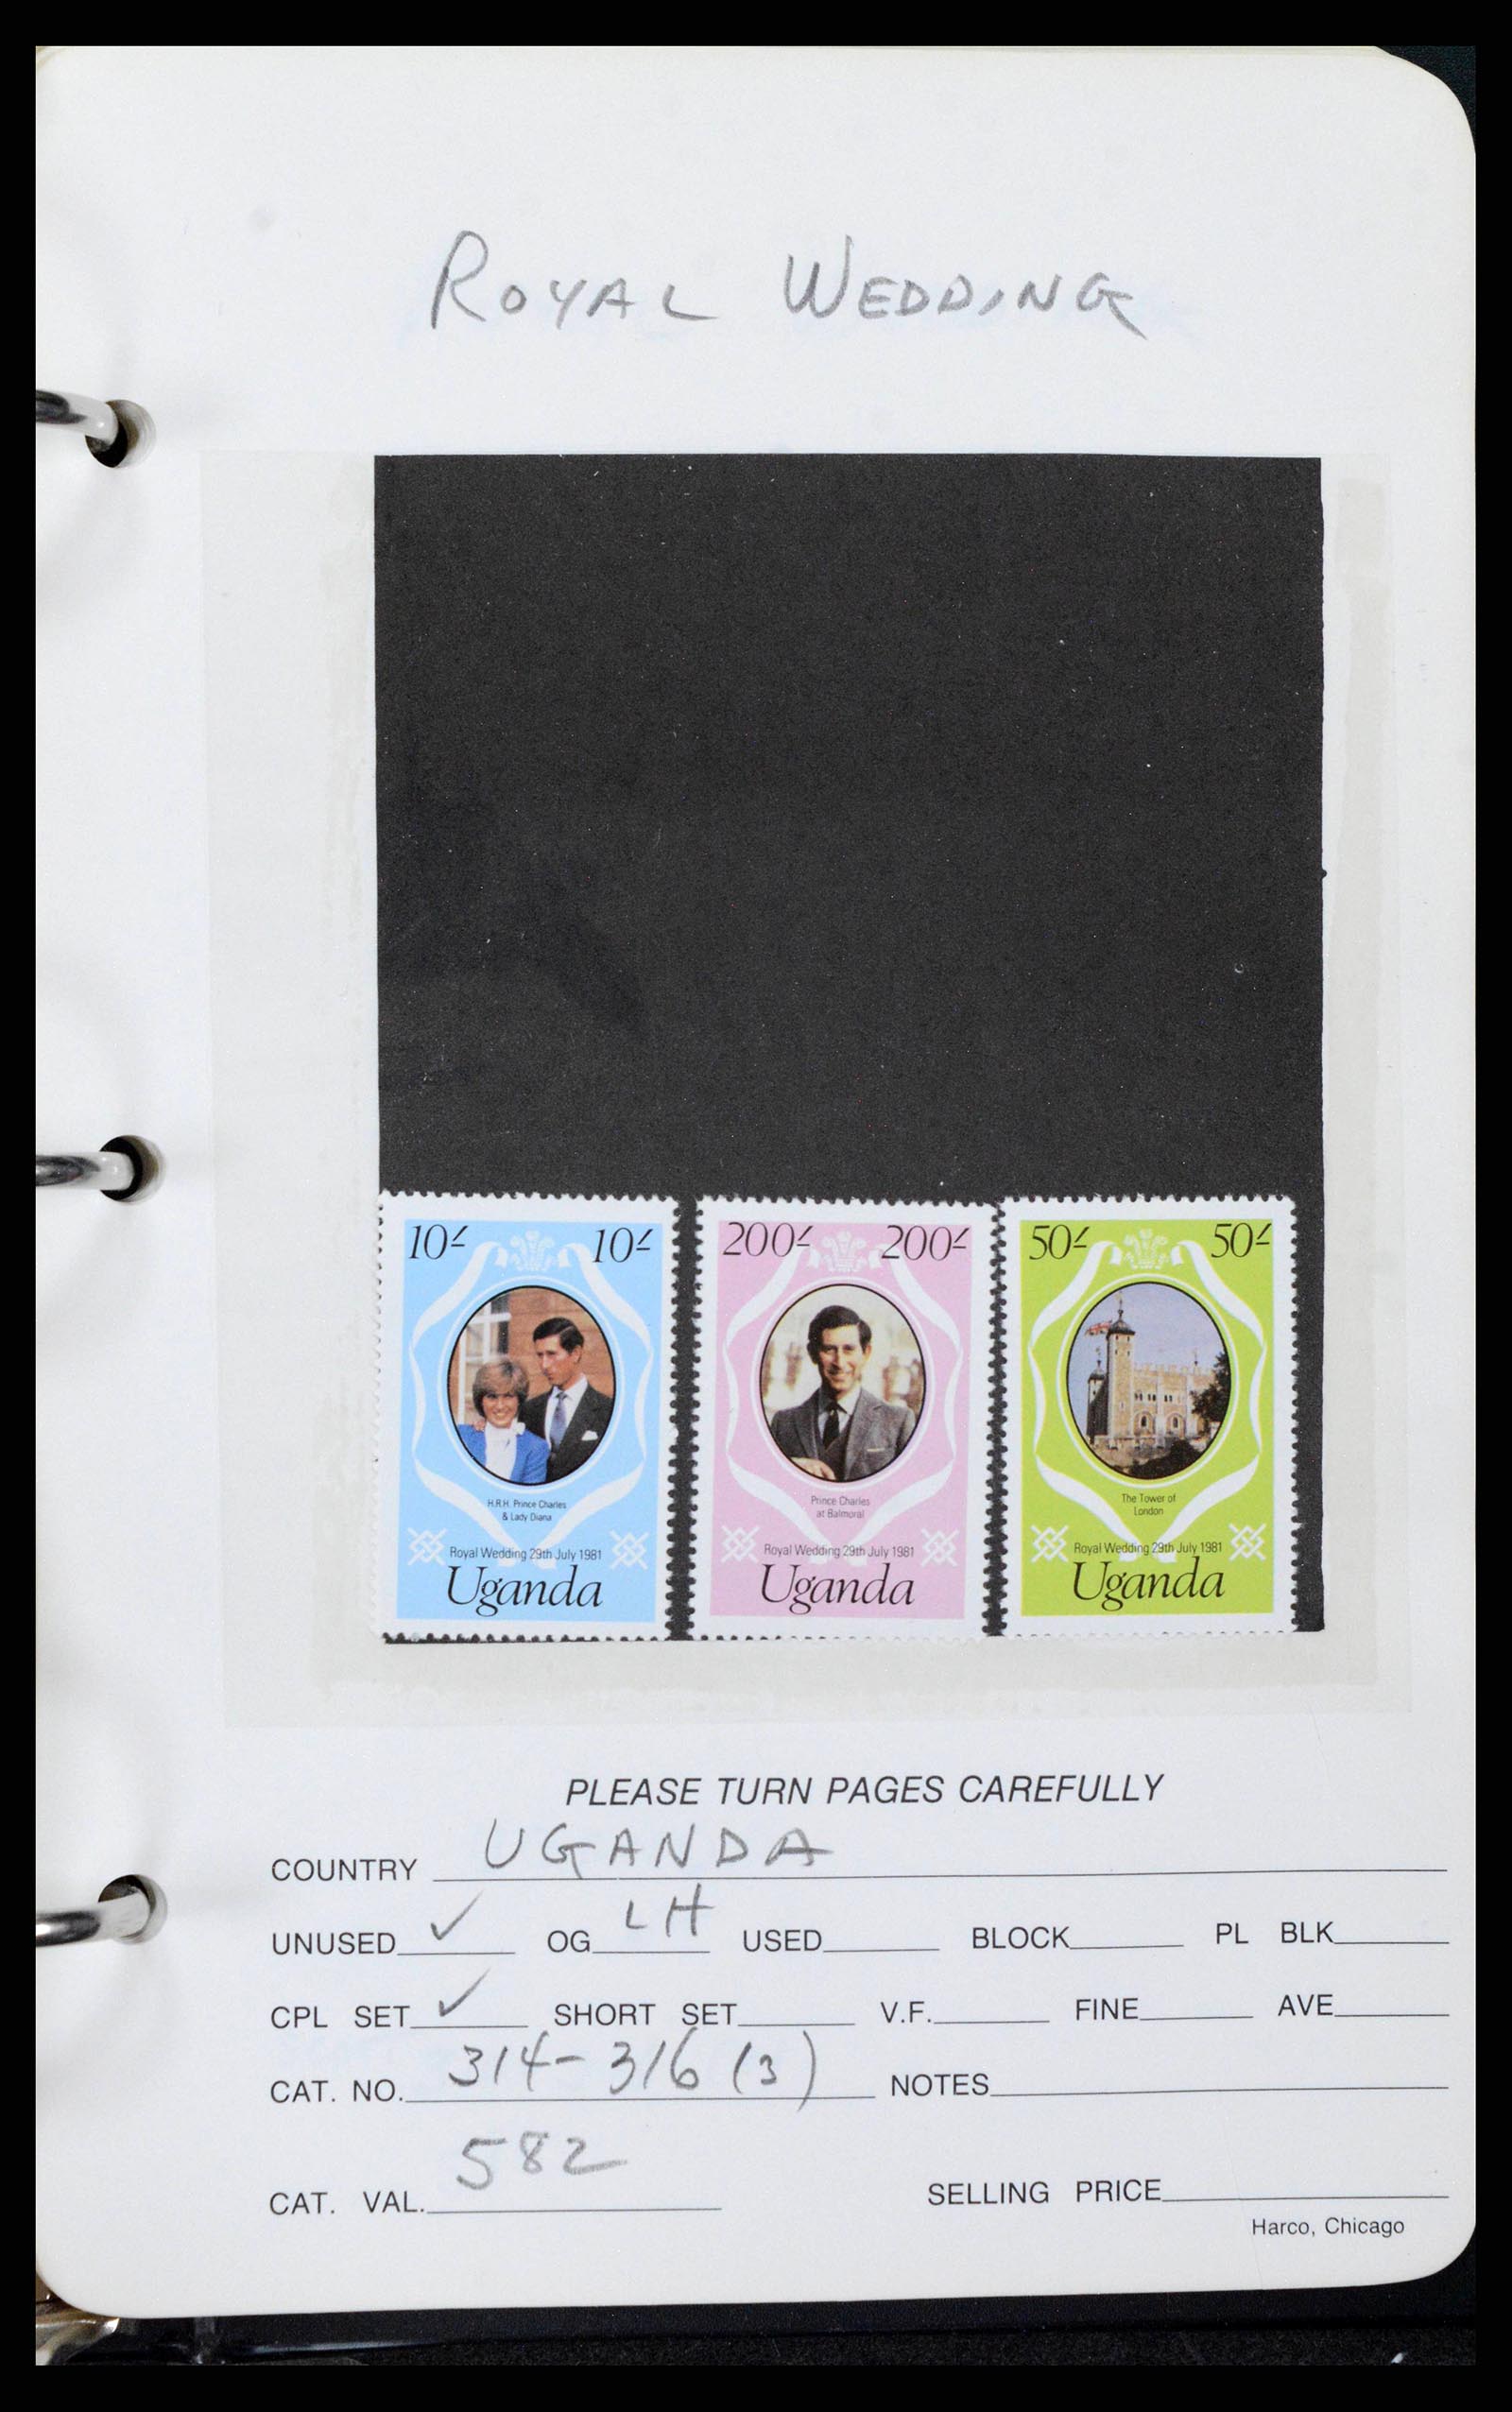 ROYAL WEDDING
10/- 10/-
H.R.H. Prince Charles
& Lady Diana
Royal Wedding 29th July 1981
Uganda
200/- 200/-
Prince Charles
at Balmoral
Royal Wedding 29th July 1981
Uganda
50/- 50/-
The Tower of
London
Royal Wedding 29th July 1981
Uganda
PLEASE TURN PAGES CAREFULLY
COUNTRY UGANDA
UNUSED ✓ OG LH USED BLOCK PL BLK
CPL SET ✓ SHORT SET V.F. FINE AVE
CAT. NO. 314-316 (3) NOTES
CAT. VAL. 582 SELLING PRICE
Harco, Chicago